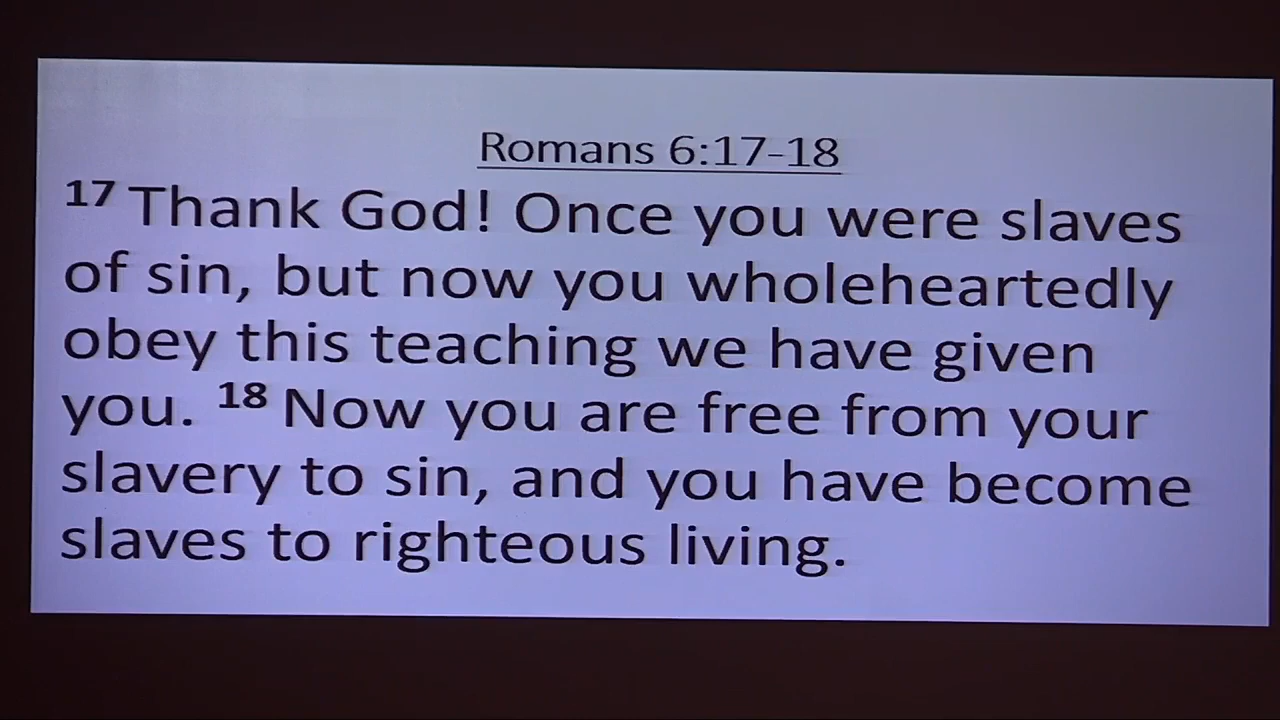 Romans 6:17-18
17 Thank God! Once you were slaves
of sin, but now you wholeheartedly
obey this teaching we have given
you. 18 Now you are free from your
slavery to sin, and you have become
slaves to righteous living.